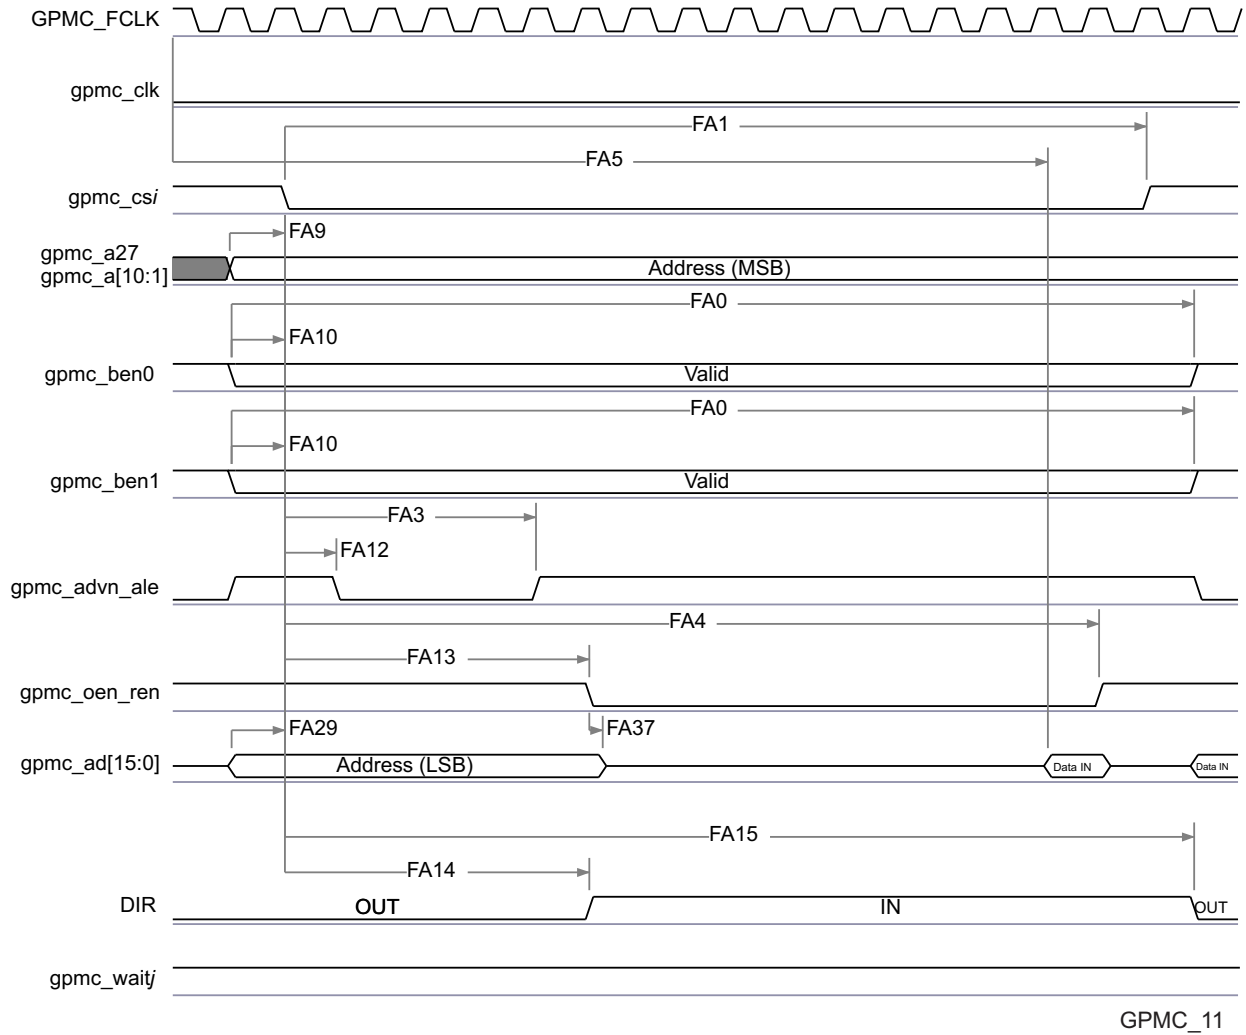 GPMC_FCLK
gpmc_clk
FA1
FA5
gpmc_csi
FA9
gpmc_a27
gpmc_a[10:1]
Address (MSB)
FA0
FA10
gpmc_ben0
Valid
FA0
FA10
gpmc_ben1
Valid
FA3
FA12
gpmc_advn_ale
FA4
FA13
gpmc_oen_ren
FA29
FA37
gpmc_ad[15:0]
Address (LSB)
Data IN
Data IN
FA15
FA14
DIR
OUT
IN
OUT
gpmc_waitj
GPMC_11